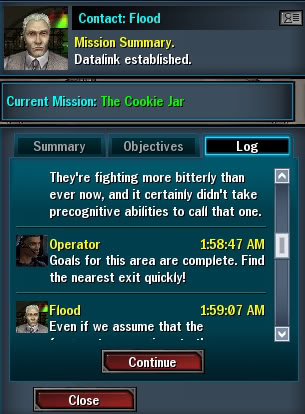 Contact: Flood
Mission Summary.
Datalink established.
Current Mission: The Cookie Jar
Summary
Objectives
Log
They're fighting more bitterly than
ever now, and it certainly didn't take
precognitive abilities to call that one.
Operator 1:58:47 AM
Goals for this area are complete. Find
the nearest exit quickly!
Flood 1:59:07 AM
Even if we assume that the
Continue
Close